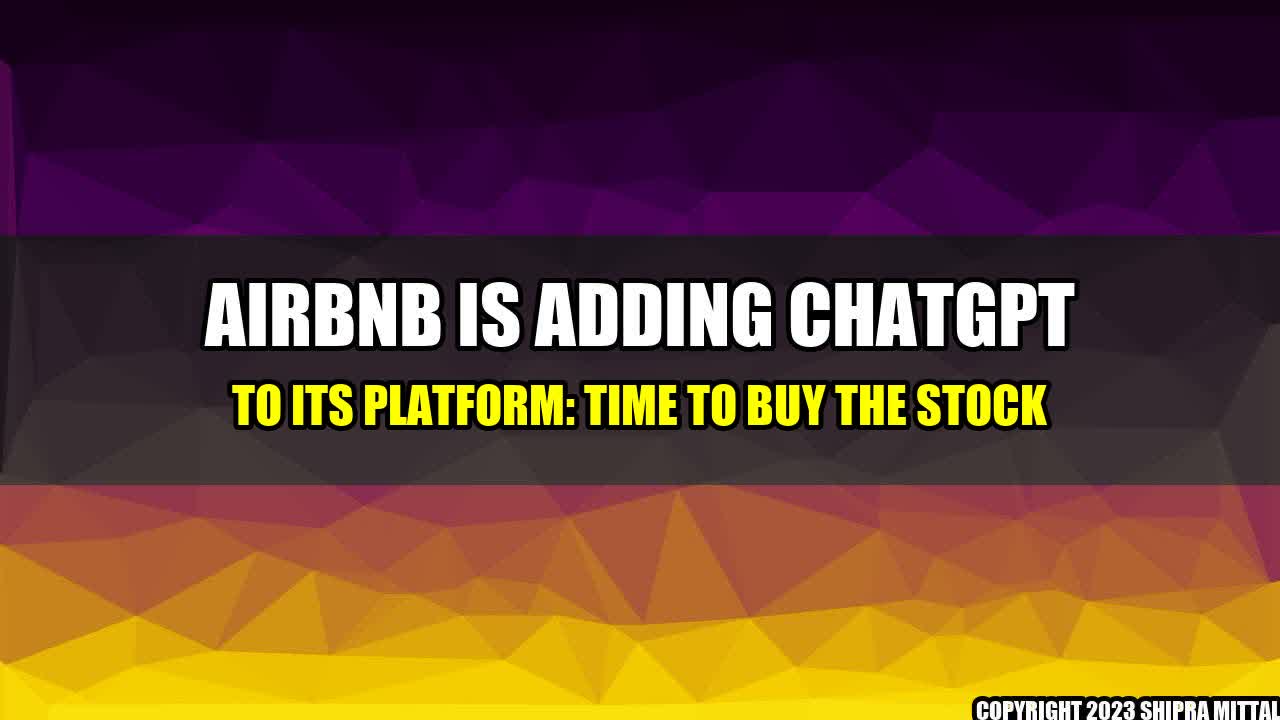 AIRBNB IS ADDING CHATGPT
TO ITS PLATFORM: TIME TO BUY THE STOCK
COPYRIGHT 2023 SHIPRA MITTAL